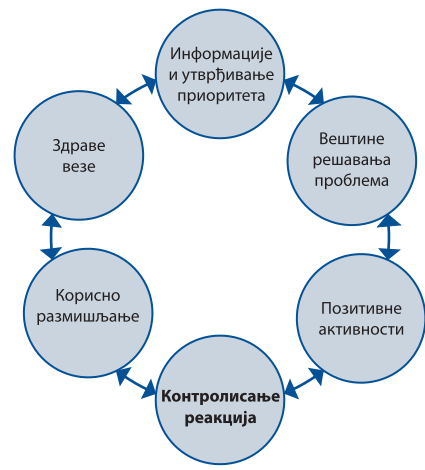 Информације
и утврђивање
приоритета
Вештине
решавања
проблема
Позитивне
активности
Контролисање
реакција
Корисно
размишљање
Здраве
везе